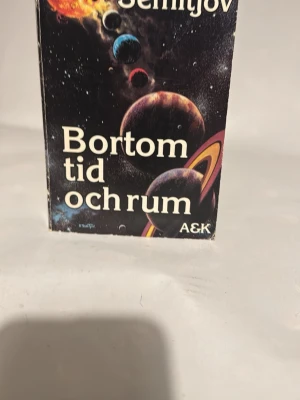 Semitjov
Bortom
tid
och rum
A&K